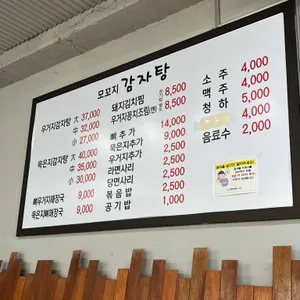 모꼬지 감자탕
우거지감자탕 大 37,000
中 32,000
小 27,000
묵은지감자탕 大 40,000
中 35,000
小 30,000
뼈우거지해장국 9,000
묵은지뼈해장국 9,000
돼지김치찜 8,500
우거지꽁치조림(캔) 8,500
뼈추가 14,000
묵은지추가 9,000
우거지추가 2,500
라면사리 2,500
당면사리 2,500
볶음밥 2,500
공기밥 1,000
소주 4,000
맥주 4,000
청하 5,000
4,000
음료수 2,000